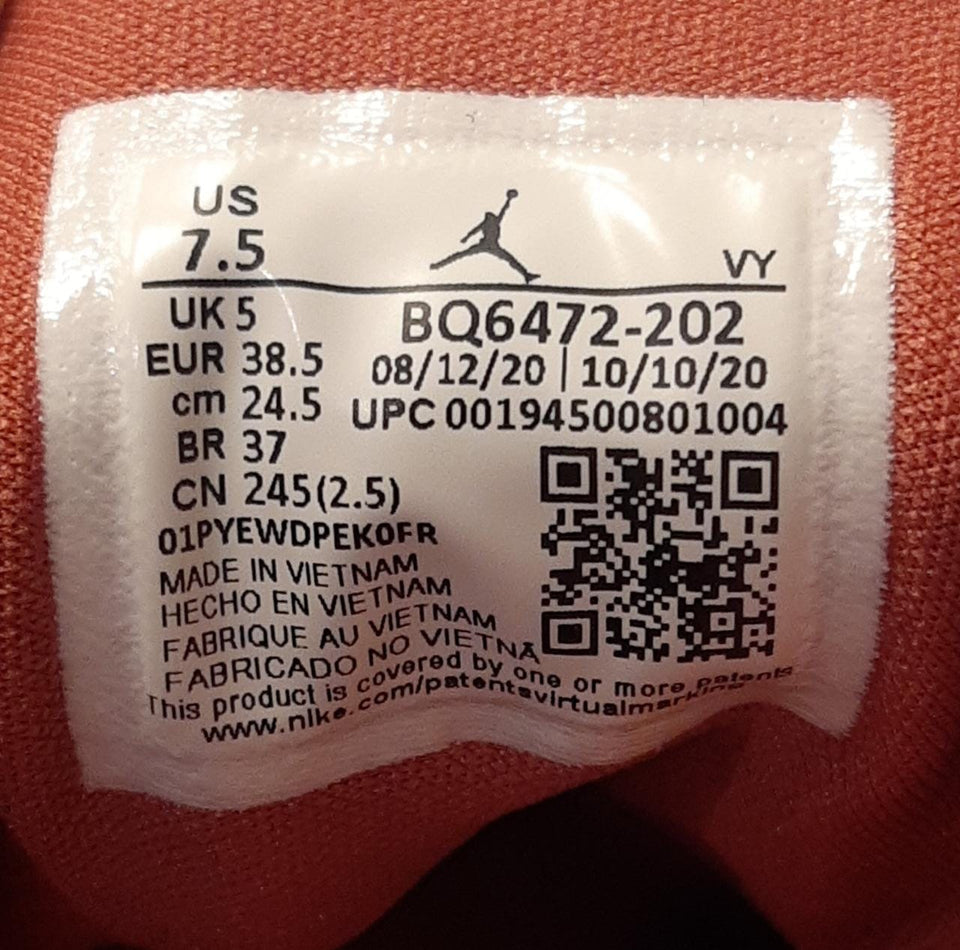 US
7.5
VY
UK 5
BQ6472-202
EUR 38.5
08/12/20 | 10/10/20
cm 24.5
UPC 00194500801004
BR 37
CN 245(2.5)
01PYEWDPEK0FR
MADE IN VIETNAM
HECHO EN VIETNAM
FABRIQUE AU VIETNAM
FABRICADO NO VIETNÃ
This product is covered by one or more patents
www.nike.com/patentsvirtualmarking